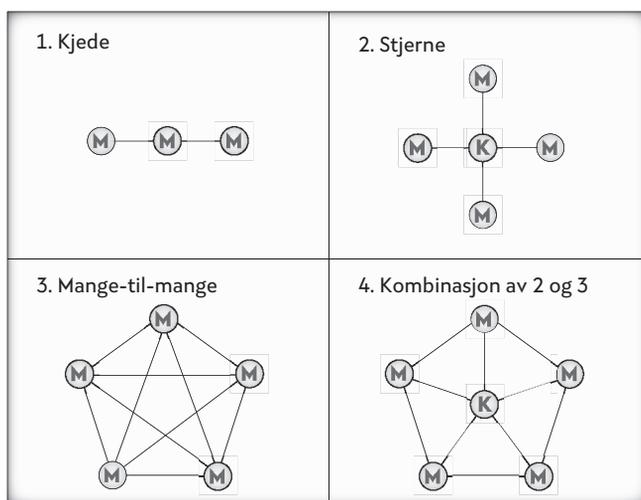 1. Kjede
M M M
2. Stjerne
M
M K M
M
3. Mange-til-mange
M
M M
M M
4. Kombinasjon av 2 og 3
M
M M
K
M M